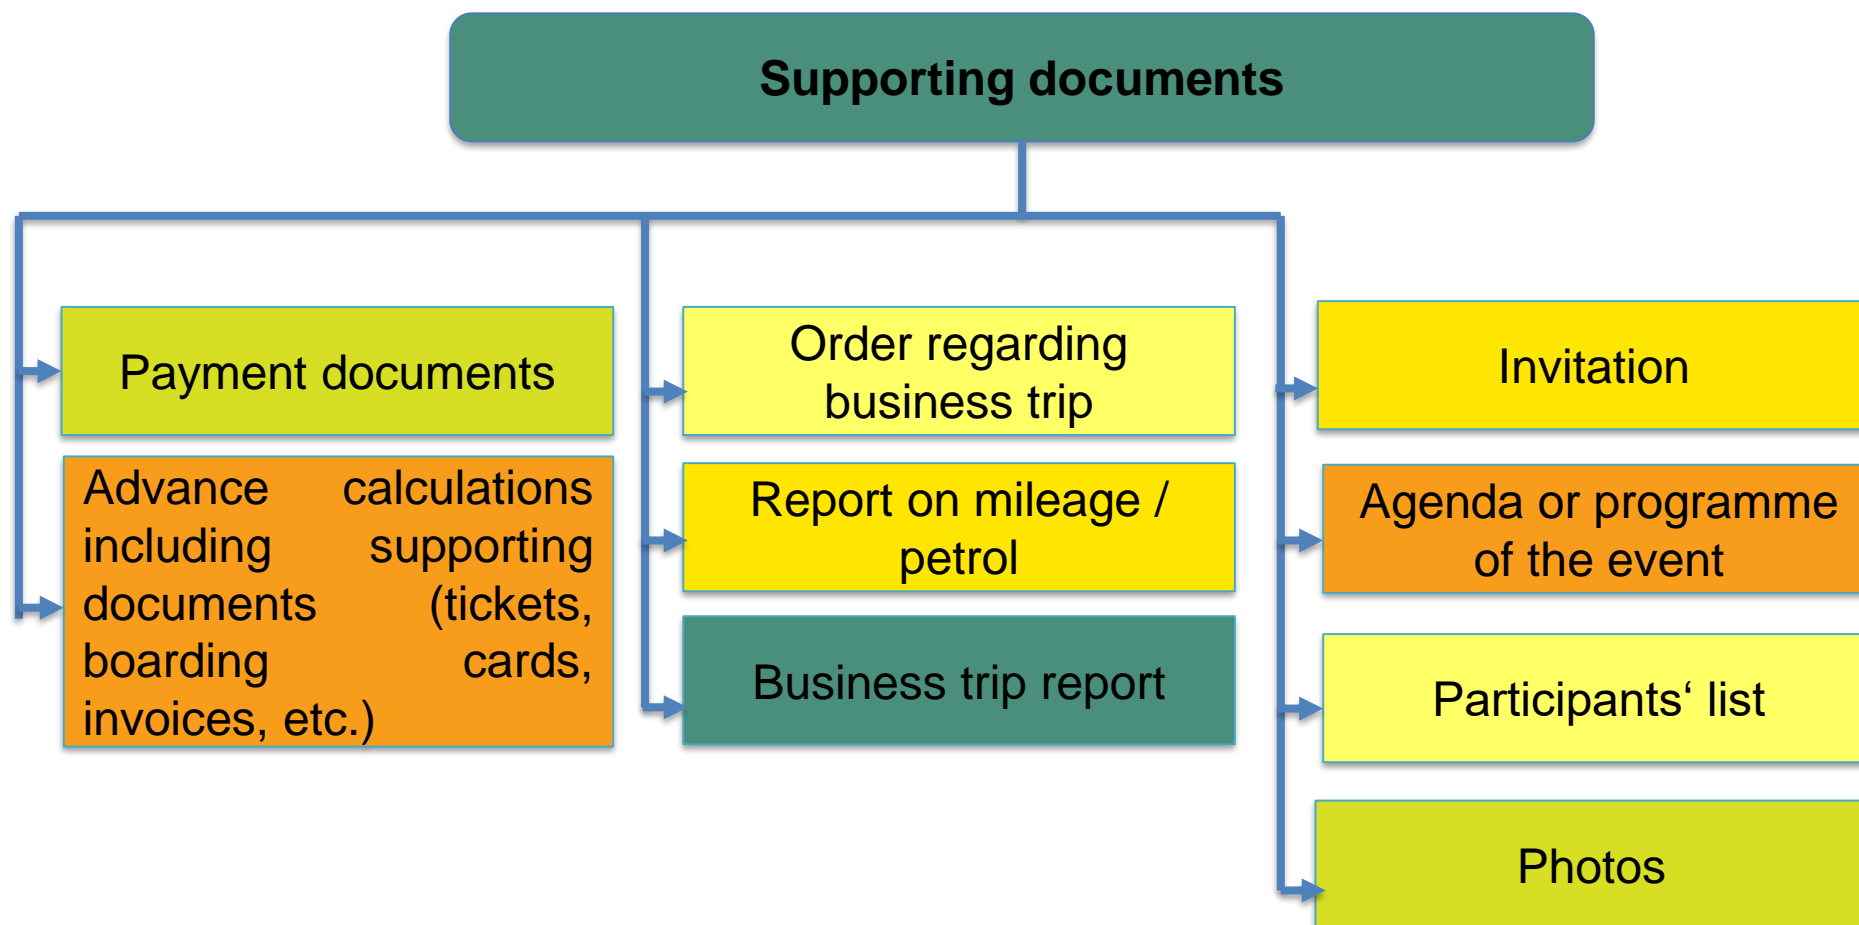 Supporting documents
Payment documents
Advance calculations
including supporting
documents (tickets,
boarding cards,
invoices, etc.)
Order regarding
business trip
Report on mileage /
petrol
Business trip report
Invitation
Agenda or programme
of the event
Participants‘ list
Photos